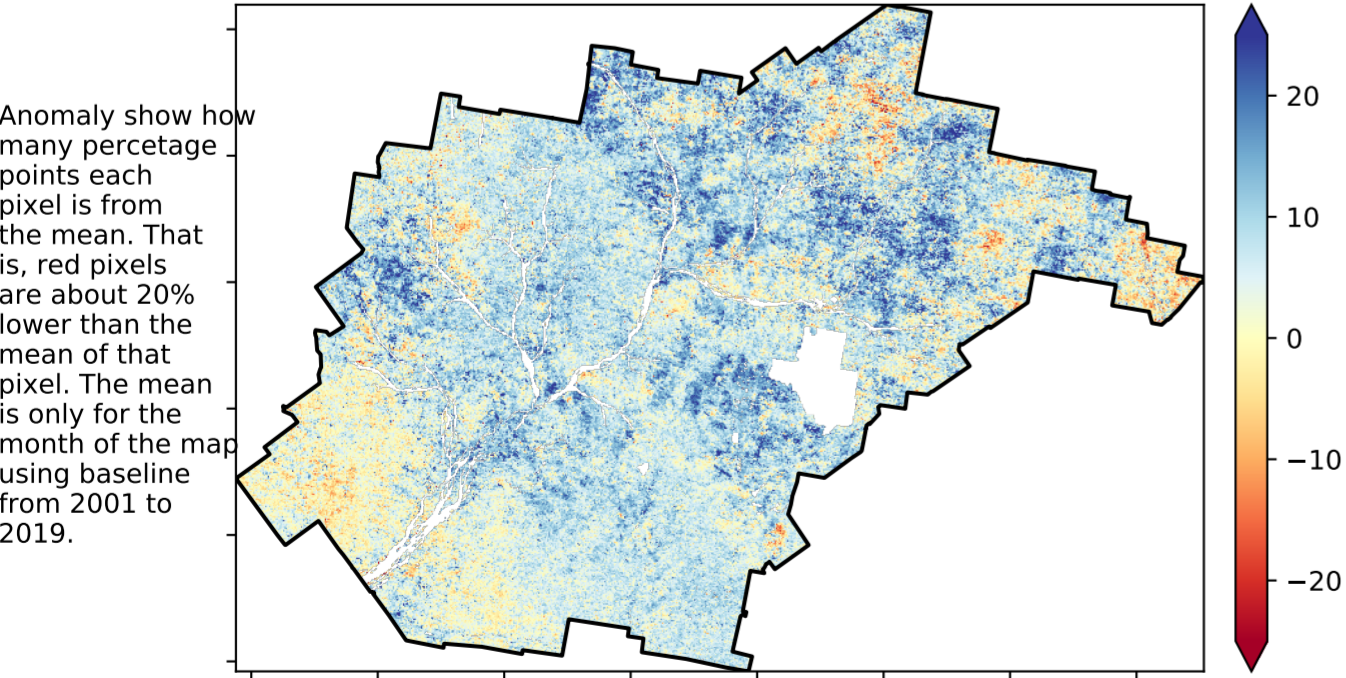 Anomaly show how
many percetage
points each
pixel is from
the mean. That
is, red pixels
are about 20%
lower than the
mean of that
pixel. The mean
is only for the
month of the map
using baseline
from 2001 to
2019.
20
10
0
−10
−20